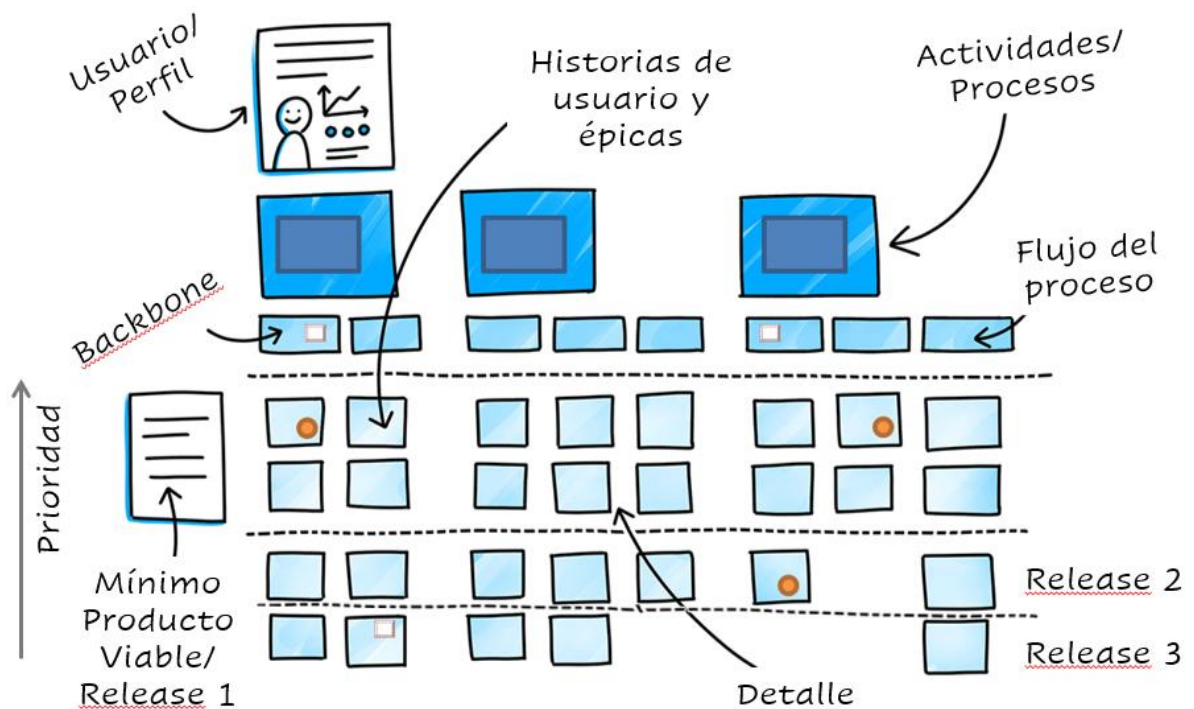 Usuario/
Perfil
Historias de
usuario y
épicas
Actividades/
Procesos
Flujo del
proceso
Backbone
Prioridad
Mínimo
Producto
Viable/
Release 1
Release 2
Release 3
Detalle